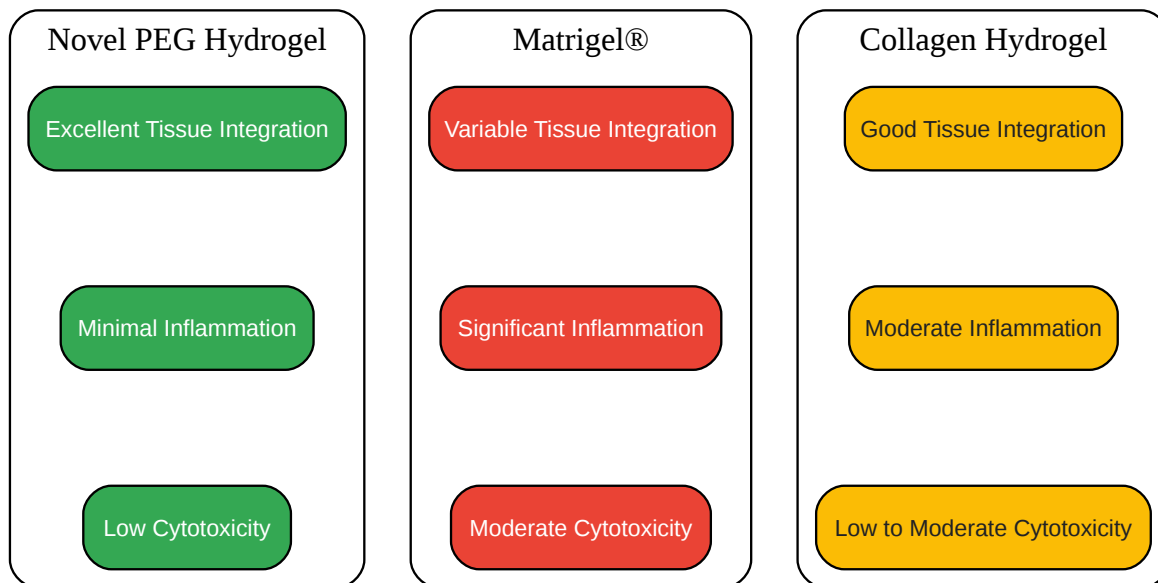 Novel PEG Hydrogel
Excellent Tissue Integration
Minimal Inflammation
Low Cytotoxicity
Matrigel®
Variable Tissue Integration
Significant Inflammation
Moderate Cytotoxicity
Collagen Hydrogel
Good Tissue Integration
Moderate Inflammation
Low to Moderate Cytotoxicity